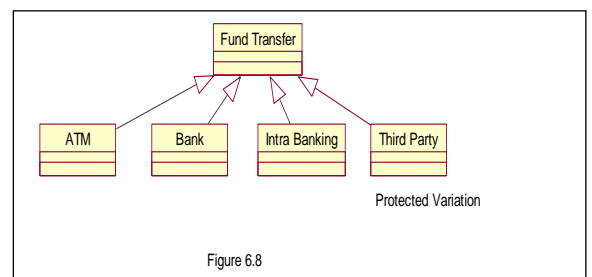 Fund Transfer
ATM
Bank
Intra Banking
Third Party
Protected Variation
Figure 6.8